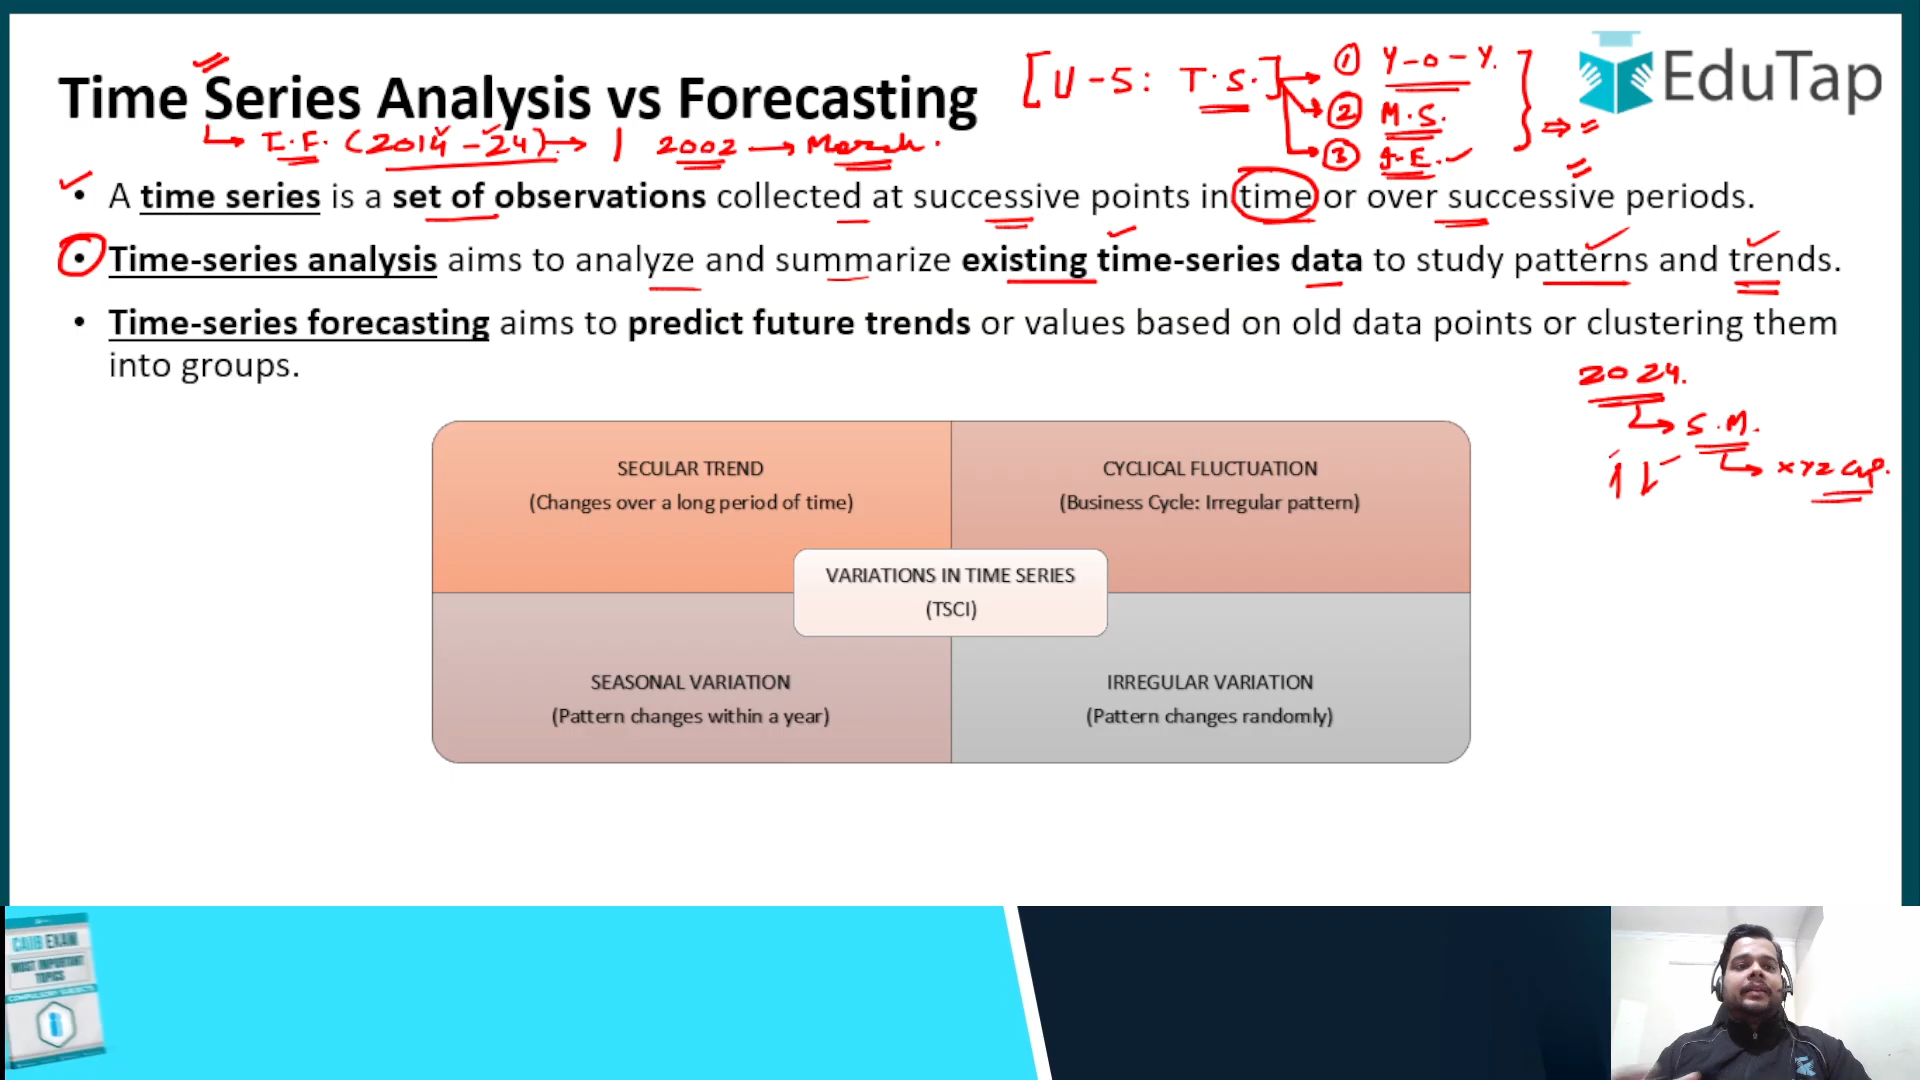 Time Series Analysis vs Forecasting
[U-5: T.S.]
① Y-O-Y.
② M.S.
③
EduTap
(2014-24) → | 2002 → March.
• A time series is a set of observations collected at successive points in time or over successive periods.
• Time-series analysis aims to analyze and summarize existing time-series data to study patterns and trends.
• Time-series forecasting aims to predict future trends or values based on old data points or clustering them
into groups.
2024.
S.M.
XYZ
SECULAR TREND
(Changes over a long period of time)
CYCLICAL FLUCTUATION
(Business Cycle: Irregular pattern)
VARIATIONS IN TIME SERIES
(TSCI)
SEASONAL VARIATION
(Pattern changes within a year)
IRREGULAR VARIATION
(Pattern changes randomly)
CAIIB EXAM
MOST IMPORTANT
TOPICS
COMPULSORY SUBJECTS